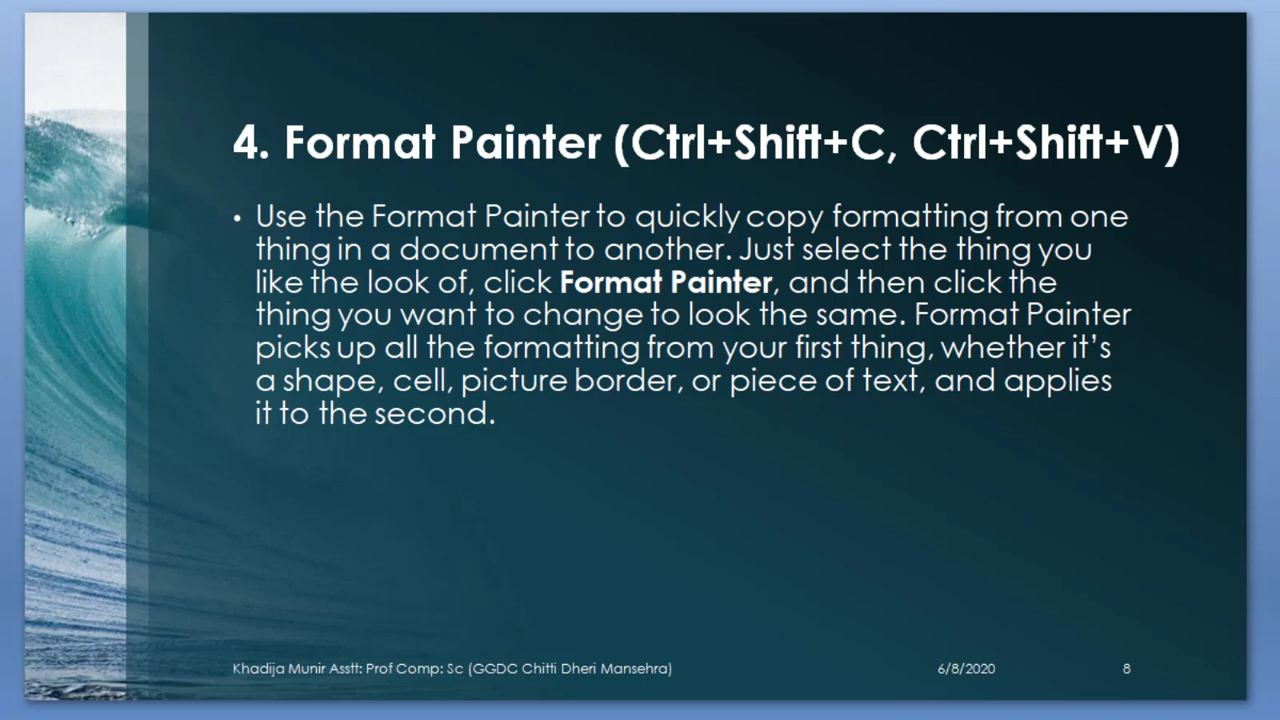 4. Format Painter (Ctrl+Shift+C, Ctrl+Shift+V)
• Use the Format Painter to quickly copy formatting from one
thing in a document to another. Just select the thing you
like the look of, click Format Painter, and then click the
thing you want to change to look the same. Format Painter
picks up all the formatting from your first thing, whether it’s
a shape, cell, picture border, or piece of text, and applies
it to the second.
Khadija Munir Asstt: Prof Comp: Sc (GGDC Chitti Dheri Mansehra) 6/8/2020 8